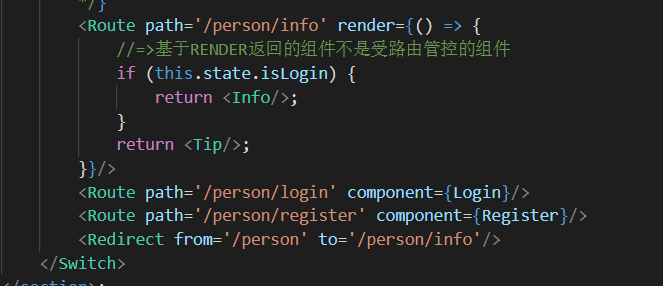 */}
<Route path='/person/info' render={() => {
//=>基于RENDER返回的组件不是受路由管控的组件
if (this.state.isLogin) {
return <Info/>;
}
return <Tip/>;
}}/>
<Route path='/person/login' component={Login}/>
<Route path='/person/register' component={Register}/>
<Redirect from='/person' to='/person/info'/>
</Switch>
</section>;